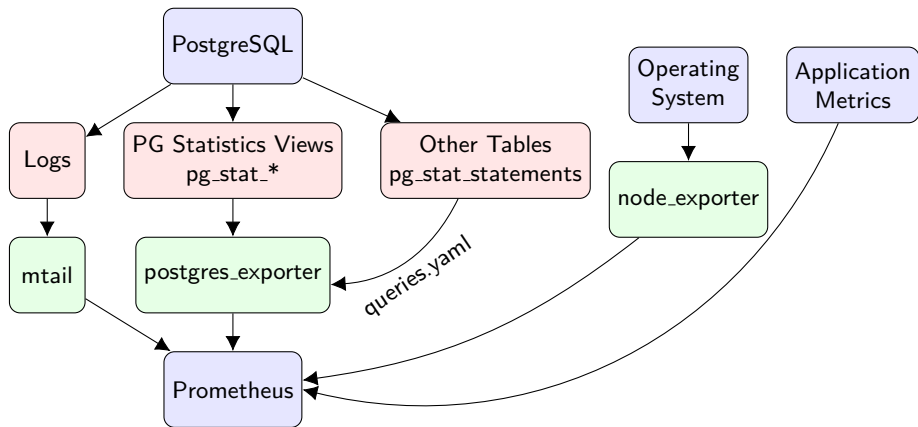 PostgreSQL
Operating
System
Application
Metrics
Logs
PG Statistics Views
pg_stat_*
Other Tables
pg_stat_statements
node_exporter
mtail
postgres_exporter
queries.yaml
Prometheus